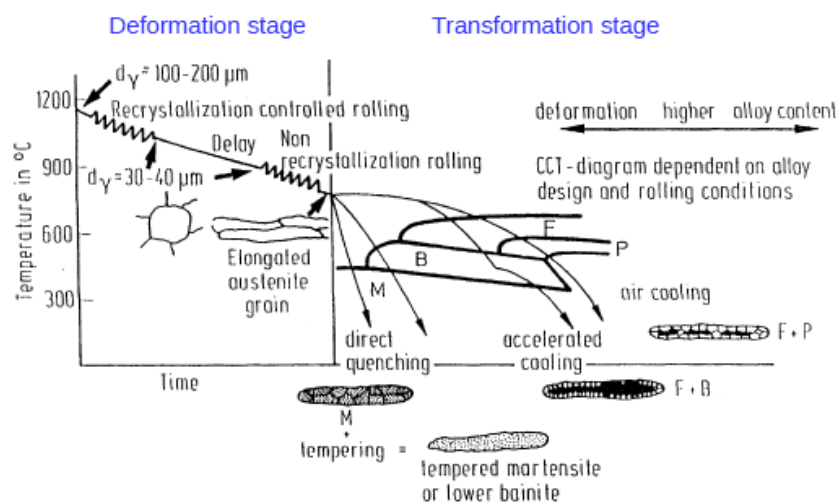 Deformation stage
Transformation stage
dγ = 100-200 µm
1200
Recrystallization controlled rolling
deformation higher alloy content
Delay
Non
recrystallization rolling
900
dγ = 30-40 µm
CCT-diagram dependent on alloy
design and rolling conditions
Temperature in °C
600
Elongated
austenite
grain
F
B
P
M
300
air cooling
direct
quenching
accelerated
cooling
F + P
Time
M
+
tempering =
F + B
tempered martensite
or lower bainite